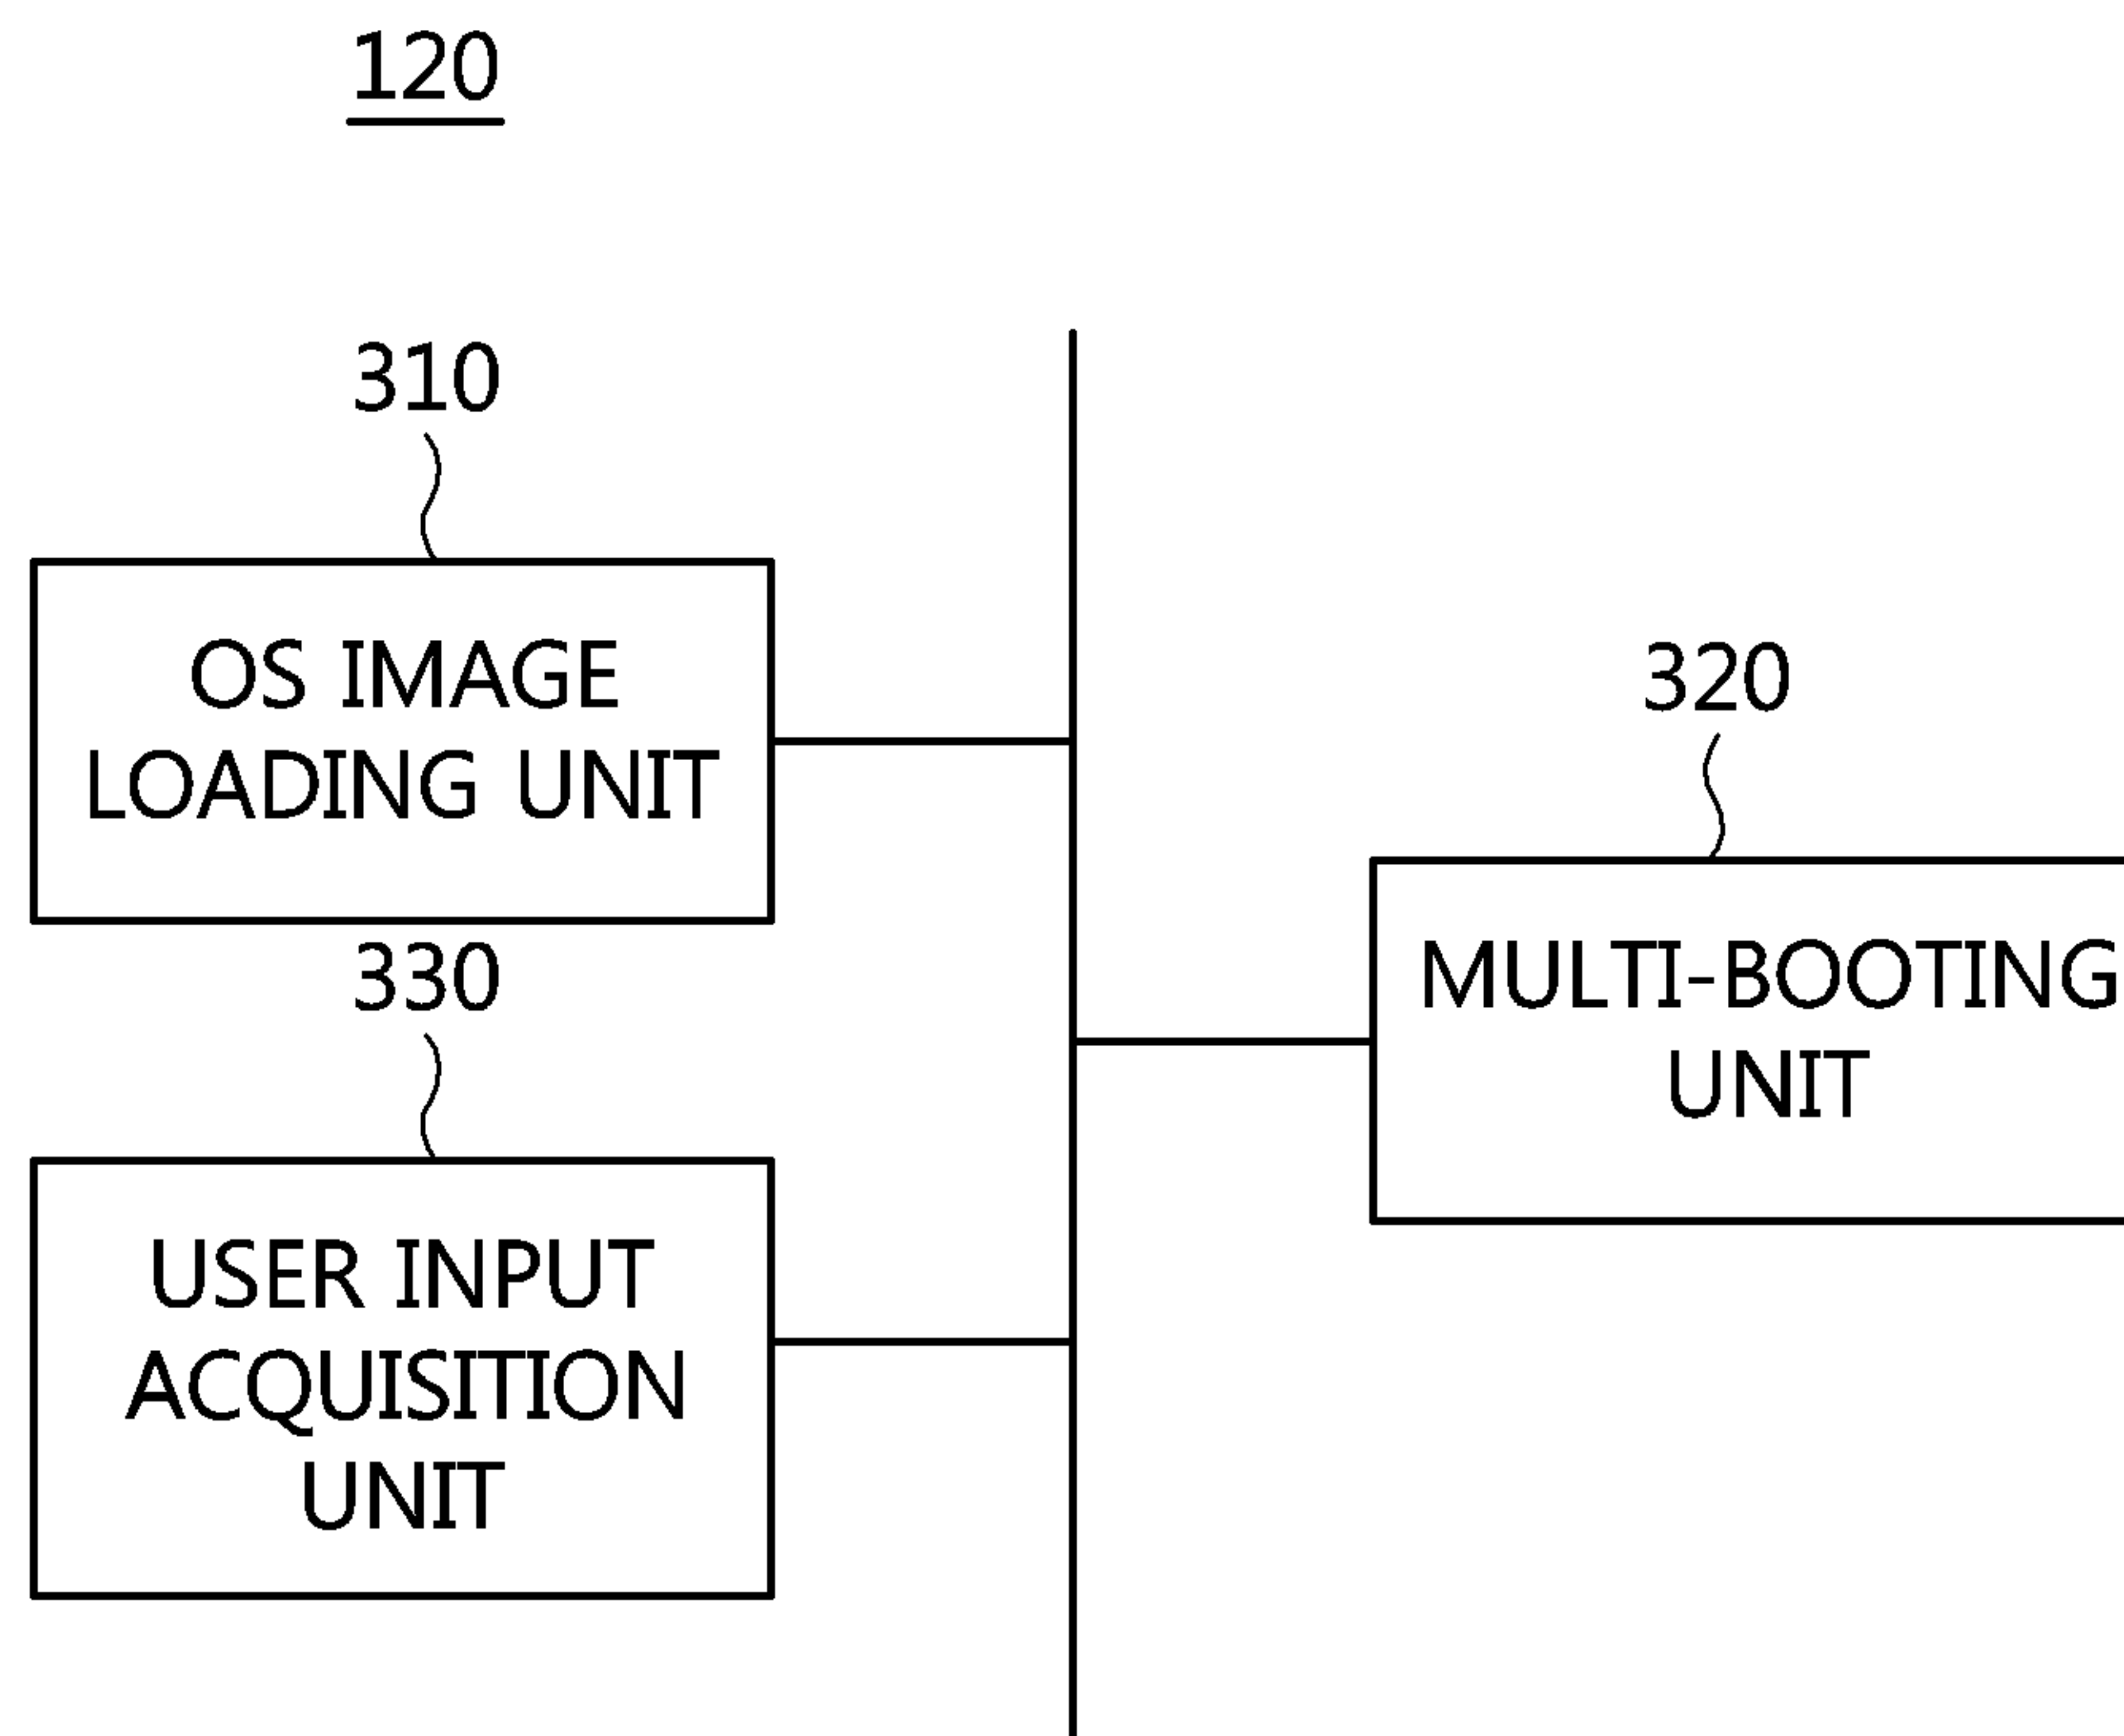 120
310
OS IMAGE
LOADING UNIT
320
MULTI-BOOTING
UNIT
330
USER INPUT
ACQUISITION
UNIT